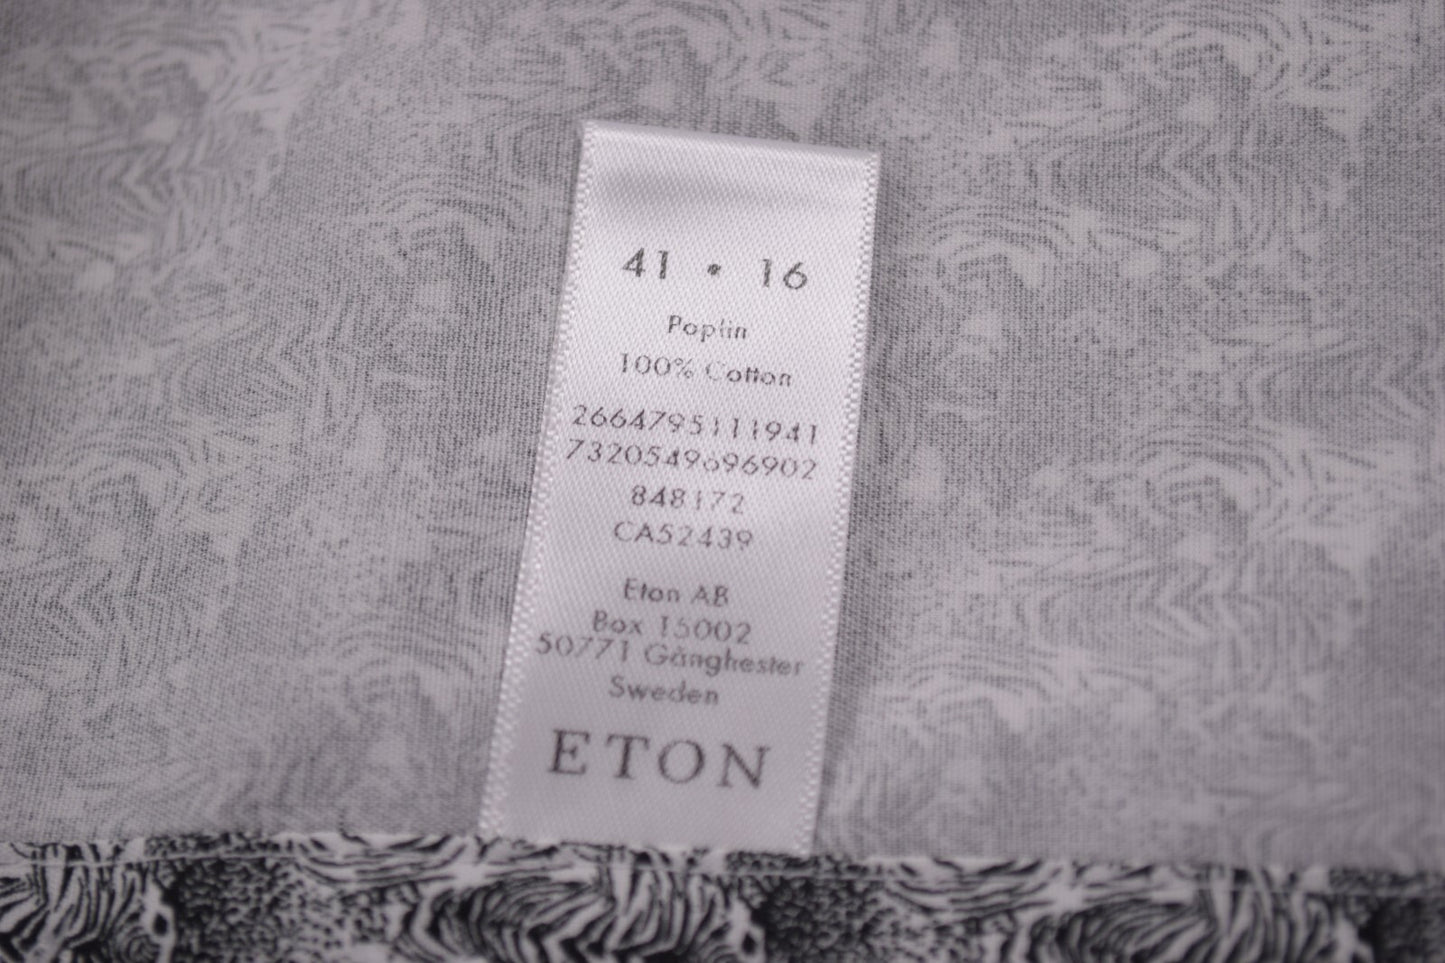 41 • 16
Poplin
100% Cotton
2664795111941
7320549696902
848172
CA52439
Eton AB
Box 15002
50771 Gånghester
Sweden
ETON